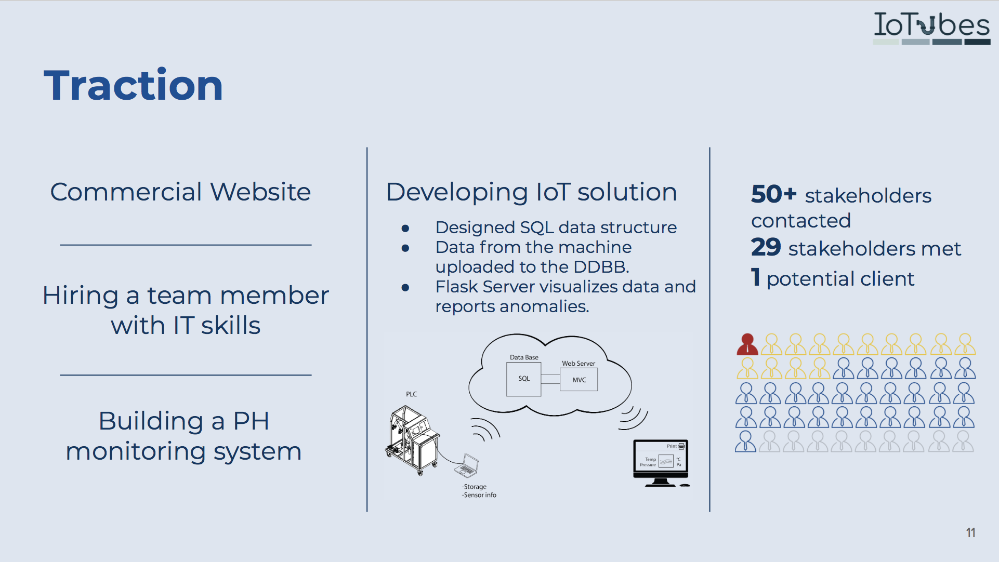 IoTubes
Traction
Commercial Website
Hiring a team member
with IT skills
Building a PH
monitoring system
Developing IoT solution
● Designed SQL data structure
● Data from the machine
uploaded to the DDBB.
● Flask Server visualizes data and
reports anomalies.
Data Base
SQL
Web Server
MVC
PLC
-Storage
-Sensor info
Print
Temp
Pressure
°C
Pa
50+ stakeholders
contacted
29 stakeholders met
1 potential client
11